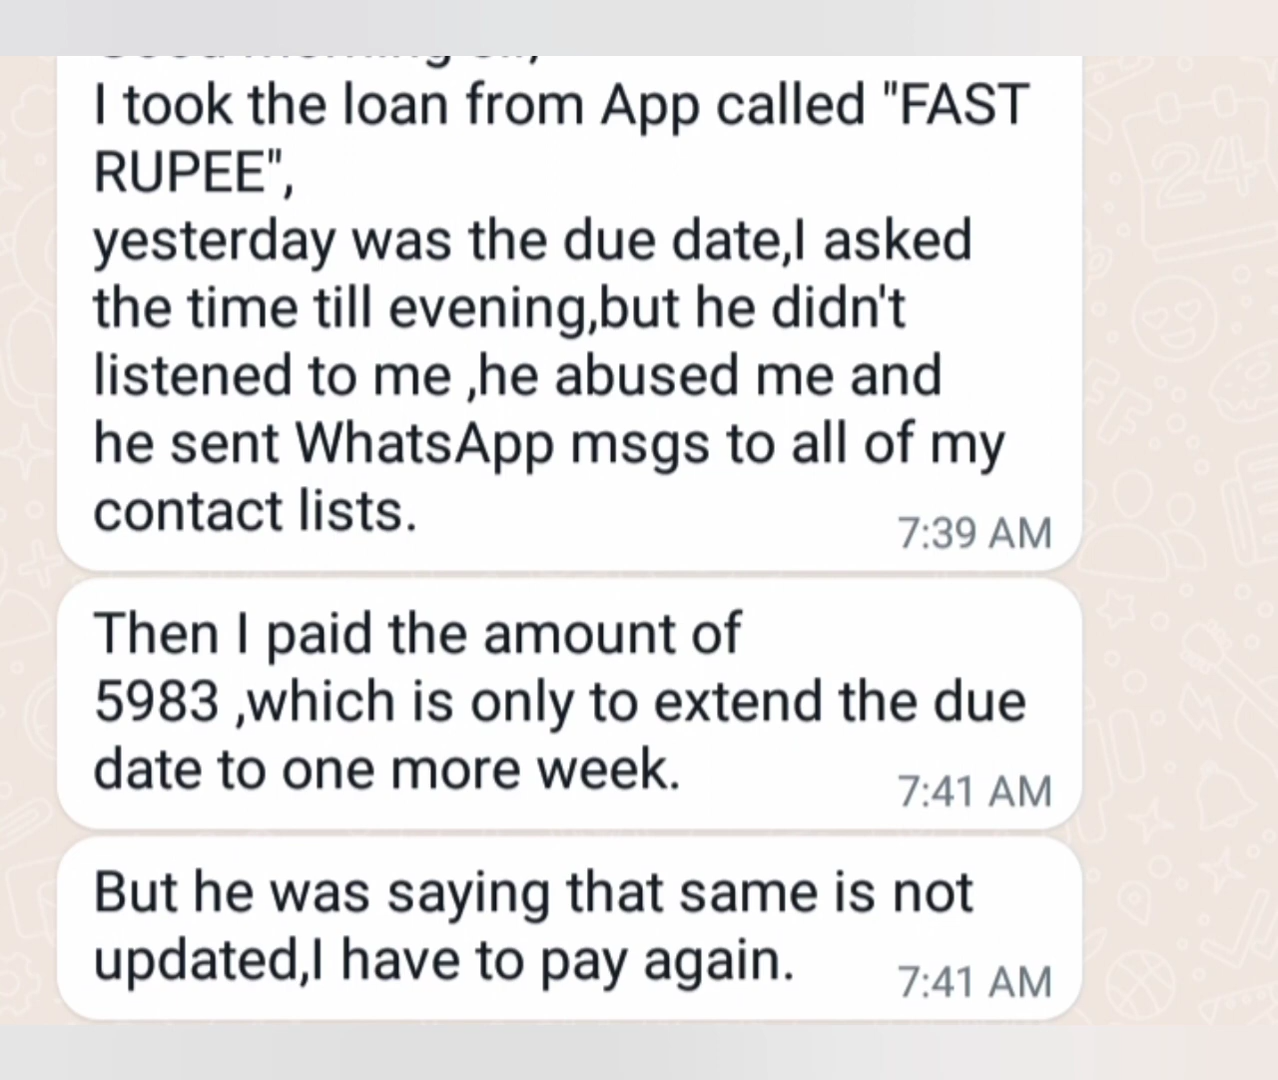 I took the loan from App called "FAST
RUPEE",
yesterday was the due date,I asked
the time till evening,but he didn't
listened to me ,he abused me and
he sent WhatsApp msgs to all of my
contact lists.
7:39 AM
Then I paid the amount of
5983 ,which is only to extend the due
date to one more week.
7:41 AM
But he was saying that same is not
updated,I have to pay again.
7:41 AM
24